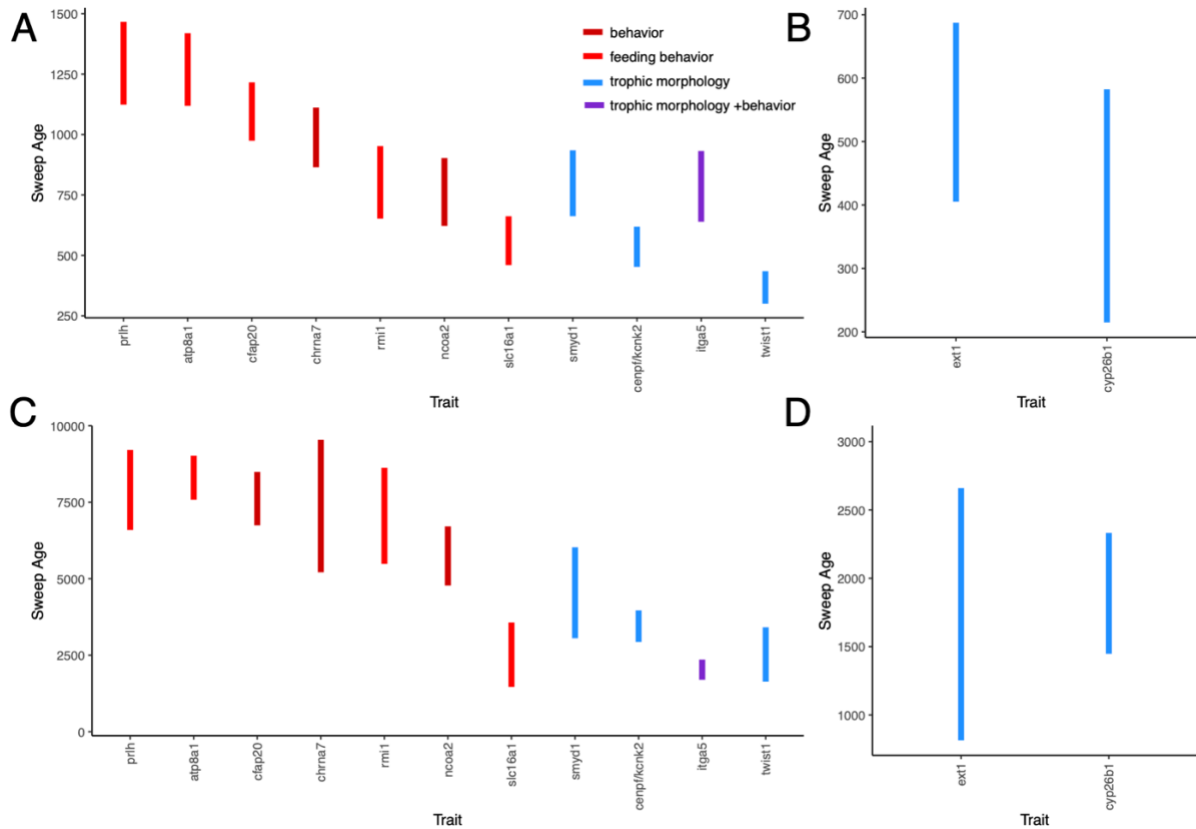 A
1500
1250
1000
750
500
250
Sweep Age
behavior
feeding behavior
trophic morphology
trophic morphology +behavior
prlh
atp8a1
cfap20
chrna7
rmi1
ncoa2
slc16a1
smyd1
cenpf/kcnk2
itga5
twist1
Trait
B
700
600
500
400
300
200
Sweep Age
ext1
cyp26b1
Trait
C
10000
7500
5000
2500
0
Sweep Age
prlh
atp8a1
cfap20
chrna7
rmi1
ncoa2
slc16a1
smyd1
cenpf/kcnk2
itga5
twist1
Trait
D
3000
2500
2000
1500
1000
Sweep Age
ext1
cyp26b1
Trait